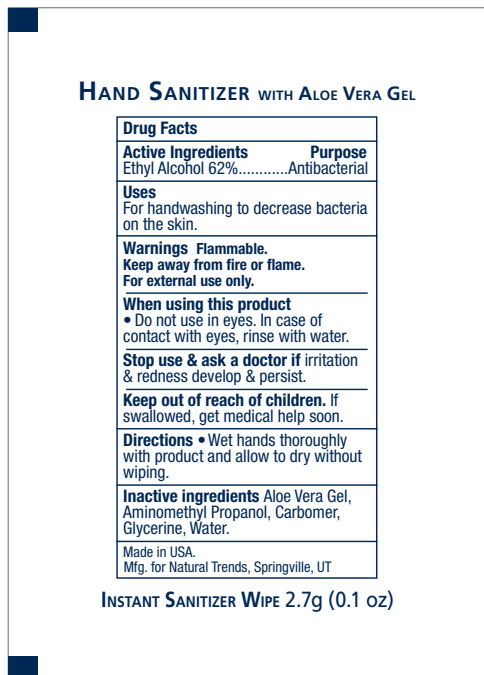 HAND SANITIZER WITH ALOE VERA GEL
Drug Facts
Active Ingredients Purpose
Ethyl Alcohol 62%............Antibacterial
Uses
For handwashing to decrease bacteria
on the skin.
Warnings Flammable.
Keep away from fire or flame.
For external use only.
When using this product
• Do not use in eyes. In case of
contact with eyes, rinse with water.
Stop use & ask a doctor if irritation
& redness develop & persist.
Keep out of reach of children. If
swallowed, get medical help soon.
Directions • Wet hands thoroughly
with product and allow to dry without
wiping.
Inactive ingredients Aloe Vera Gel,
Aminomethyl Propanol, Carbomer,
Glycerine, Water.
Made in USA.
Mfg. for Natural Trends, Springville, UT
INSTANT SANITIZER WIPE 2.7g (0.1 oz)